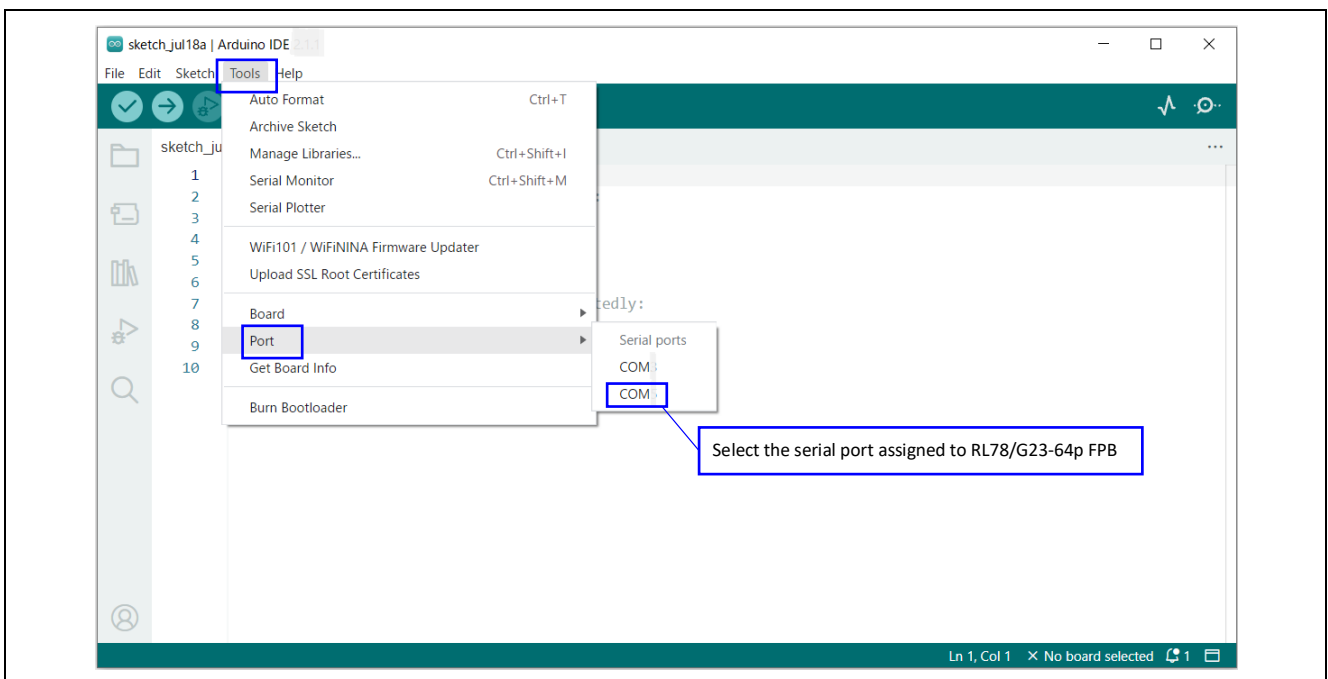 sketch_jul18a | Arduino IDE 2.1.1
File Edit Sketch Tools Help
Auto Format Ctrl+T
Archive Sketch
sketch_ju
Manage Libraries... Ctrl+Shift+I
1
Serial Monitor Ctrl+Shift+M
2
Serial Plotter :
3
4
WiFi101 / WiFiNINA Firmware Updater
5
Upload SSL Root Certificates
6
7
tedly:
Board
8
Port
Serial ports
9
Get Board Info
COM
10
COM
Burn Bootloader
Select the serial port assigned to RL78/G23-64p FPB
Ln 1, Col 1 × No board selected 1